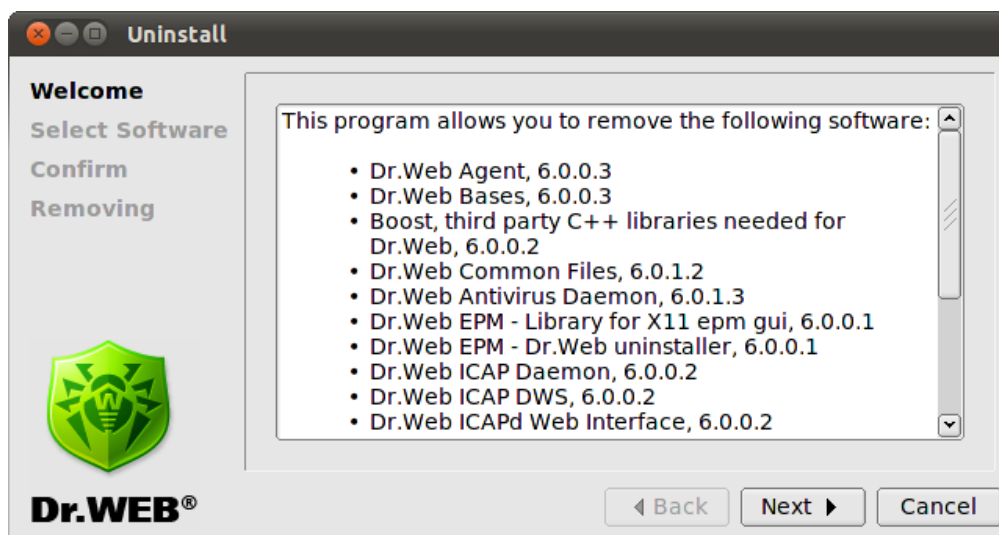 Uninstall
Welcome
Select Software
Confirm
Removing
This program allows you to remove the following software:
• Dr.Web Agent, 6.0.0.3
• Dr.Web Bases, 6.0.0.3
• Boost, third party C++ libraries needed for
Dr.Web, 6.0.0.2
• Dr.Web Common Files, 6.0.1.2
• Dr.Web Antivirus Daemon, 6.0.1.3
• Dr.Web EPM - Library for X11 epm gui, 6.0.0.1
• Dr.Web EPM - Dr.Web uninstaller, 6.0.0.1
• Dr.Web ICAP Daemon, 6.0.0.2
• Dr.Web ICAP DWS, 6.0.0.2
• Dr.Web ICAPd Web Interface, 6.0.0.2
Dr.WEB®
Back
Next
Cancel